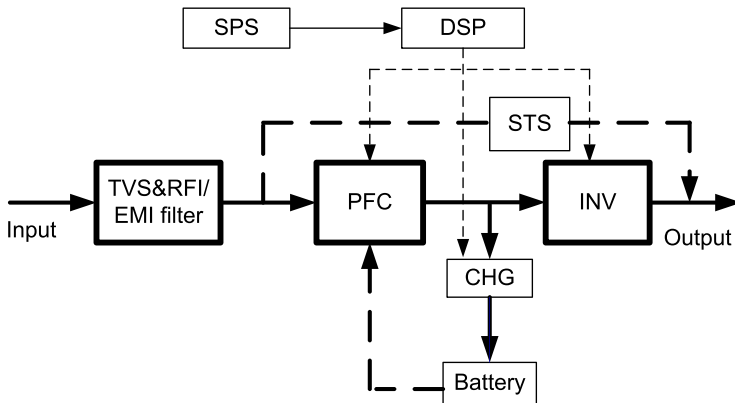 SPS
DSP
STS
TVS&RFI/
EMI filter
PFC
INV
Input
Output
CHG
Battery